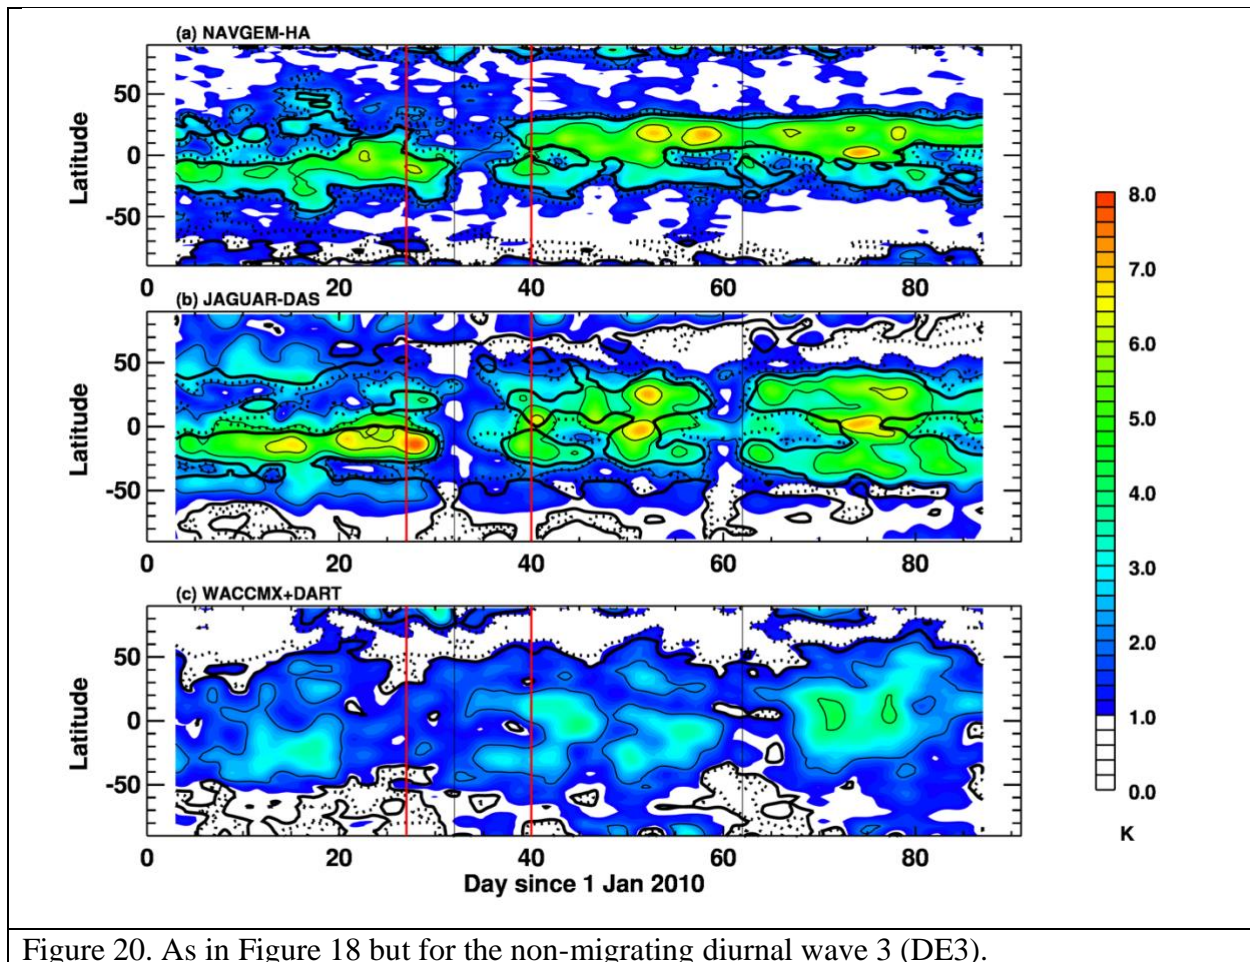 (a) NAVGEM-HA
Latitude
50
0
-50
0 20 40 60 80
(b) JAGUAR-DAS
Latitude
50
0
-50
0 20 40 60 80
(c) WACCMX+DART
Latitude
50
0
-50
0 20 40 60 80
Day since 1 Jan 2010
8.0
7.0
6.0
5.0
4.0
3.0
2.0
1.0
0.0
K
Figure 20. As in Figure 18 but for the non-migrating diurnal wave 3 (DE3).